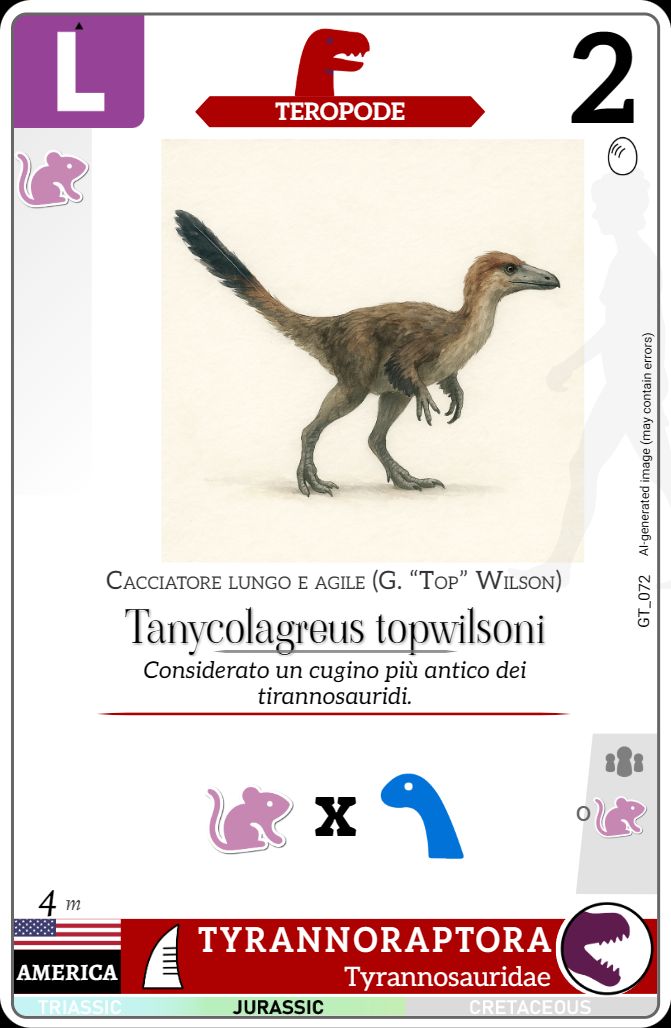 L
TEROPODE
2
AI-generated image (may contain errors)
GT_072
Cacciatore lungo e agile (G. “Top” Wilson)
Tanycolagreus topwilsoni
Considerato un cugino più antico dei
tirannosauridi.
x
o
4 m
AMERICA
TYRANNORAPTORA
Tyrannosauridae
TRIASSIC
JURASSIC
CRETACEOUS